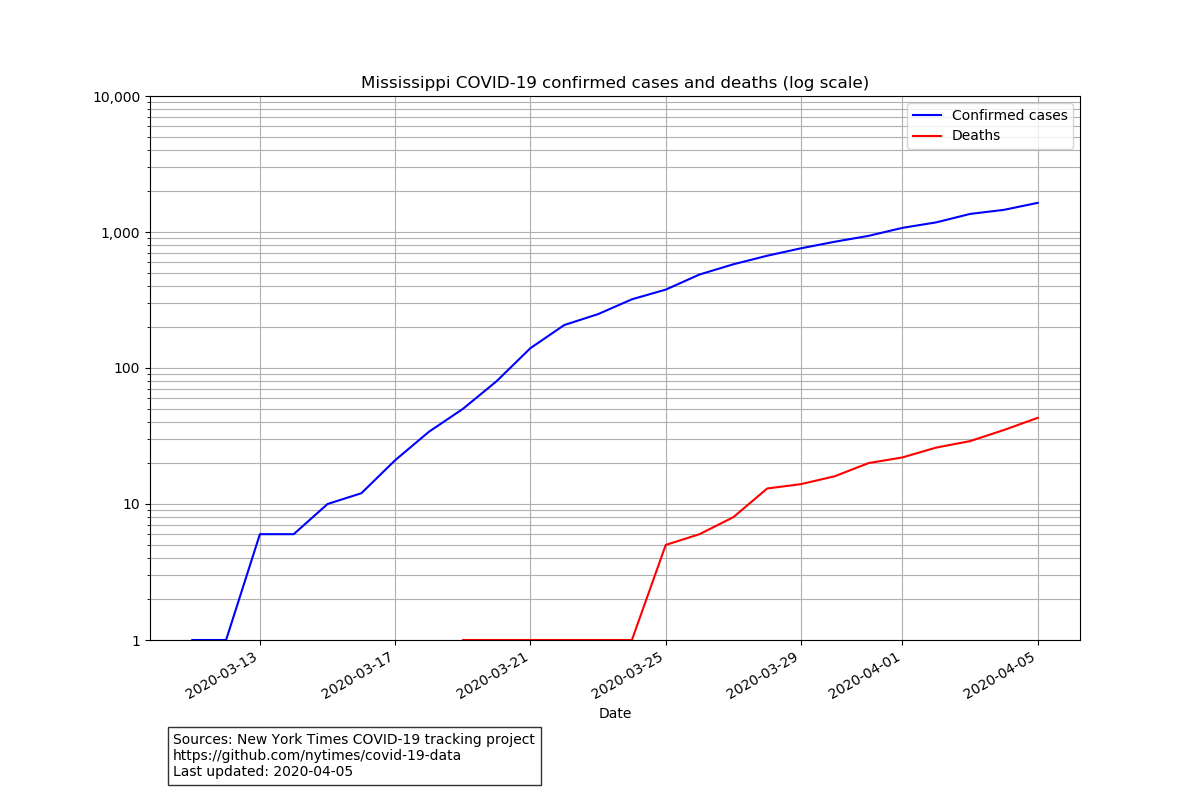 Mississippi COVID-19 confirmed cases and deaths (log scale)
10,000
1,000
100
10
1
Confirmed cases
Deaths
2020-03-13
2020-03-17
2020-03-21
2020-03-25
2020-03-29
2020-04-01
2020-04-05
Date
Sources: New York Times COVID-19 tracking project
https://github.com/nytimes/covid-19-data
Last updated: 2020-04-05